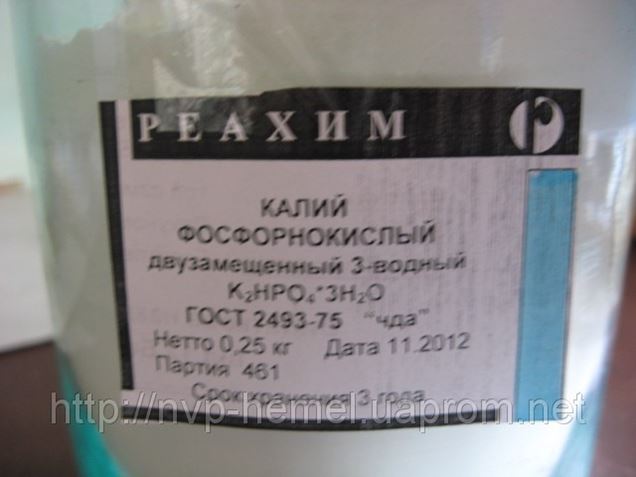 РЕАХИМ
КАЛИЙ
ФОСФОРНОКИСЛЫЙ
двузамещенный 3-водный
K₂HPO₄*3H₂O
ГОСТ 2493-75 "чда"
Нетто 0,25 кг Дата 11.2012
Партия 461
Срок хранения 3 года
http://nvp-hemel.uaprom.net